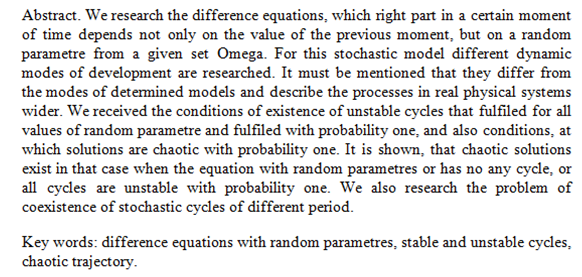 Abstract. We research the difference equations, which right part in a certain moment
of time depends not only on the value of the previous moment, but on a random
parametre from a given set Omega. For this stochastic model different dynamic
modes of development are researched. It must be mentioned that they differ from
the modes of determined models and describe the processes in real physical systems
wider. We received the conditions of existence of unstable cycles that fulfiled for all
values of random parametre and fulfiled with probability one, and also conditions, at
which solutions are chaotic with probability one. It is shown, that chaotic solutions
exist in that case when the equation with random parametres or has no any cycle, or
all cycles are unstable with probability one. We also research the problem of
coexistence of stochastic cycles of different period.
Key words: difference equations with random parametres, stable and unstable cycles,
chaotic trajectory.